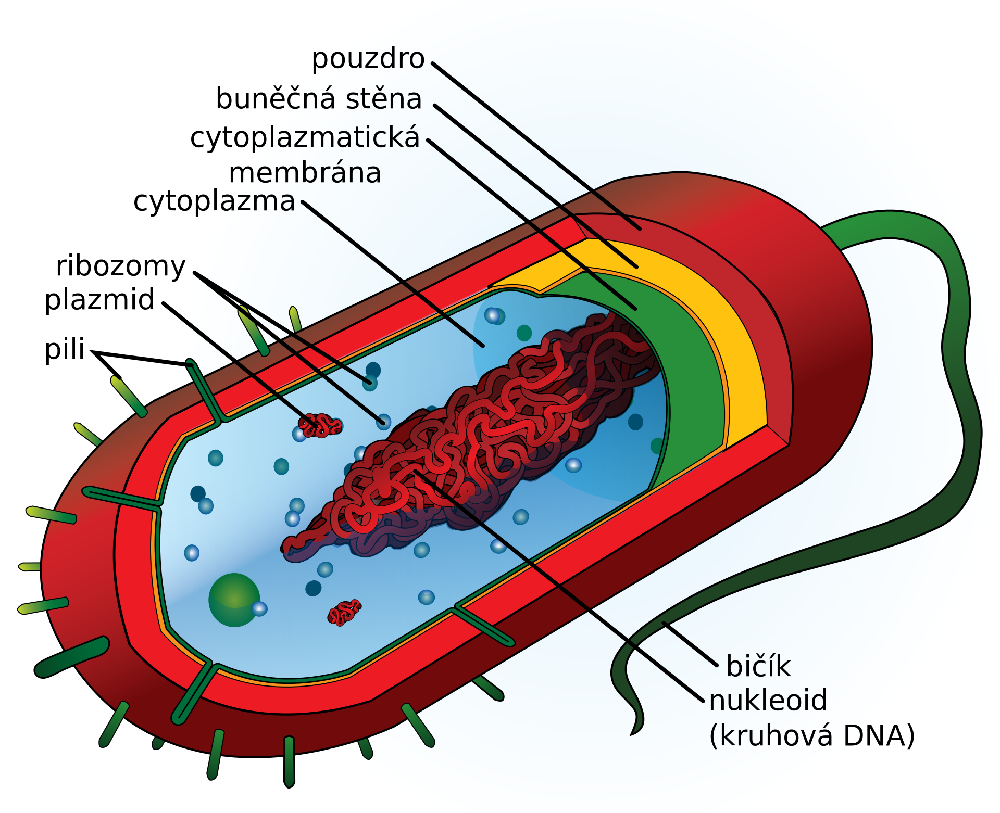 pouzdro
buněčná stěna
cytoplazmatická
membrána
cytoplazma
ribozomy
plazmid
pili
bičík
nukleoid
(kruhová DNA)